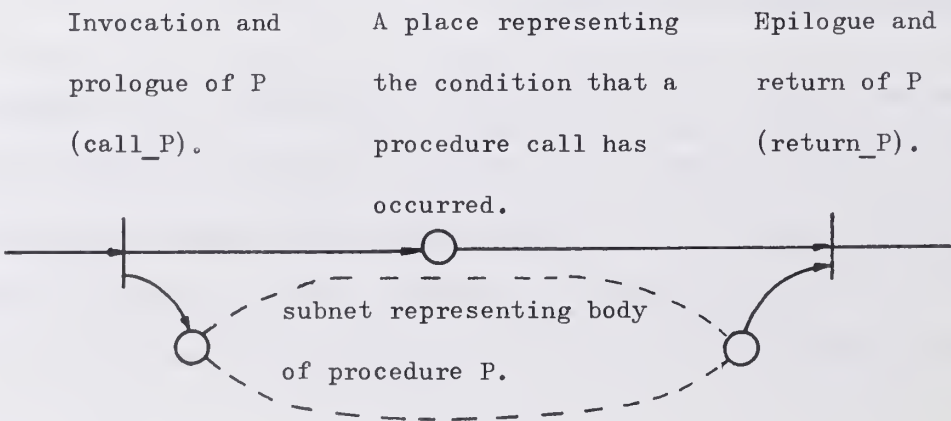 Invocation and
prologue of P
(call_P).
A place representing
the condition that a
procedure call has
occurred.
Epilogue and
return of P
(return_P).
subnet representing body
of procedure P.